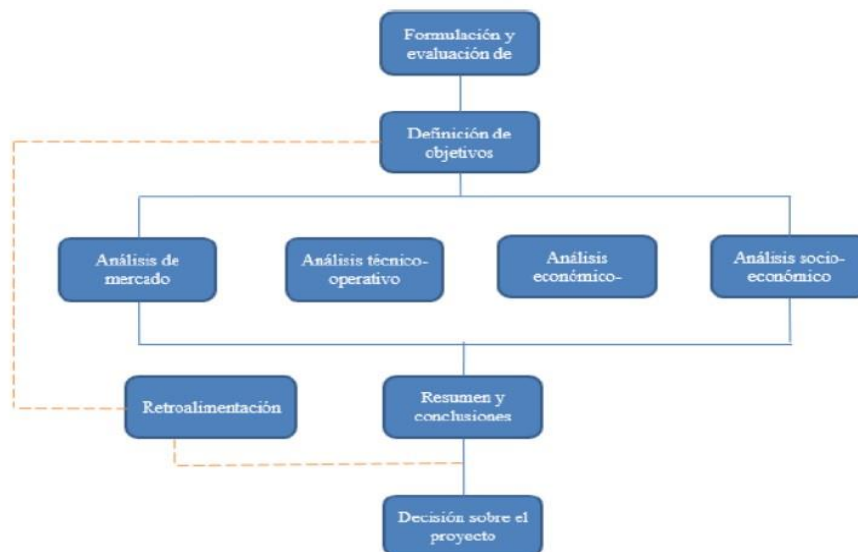 Formulación y
evaluación de
Definición de
objetivos
Análisis de
mercado
Análisis técnico-
operativo
Análisis
económico-
Análisis socio-
económico
Retroalimentación
Resumen y
conclusiones
Decisión sobre el
proyecto